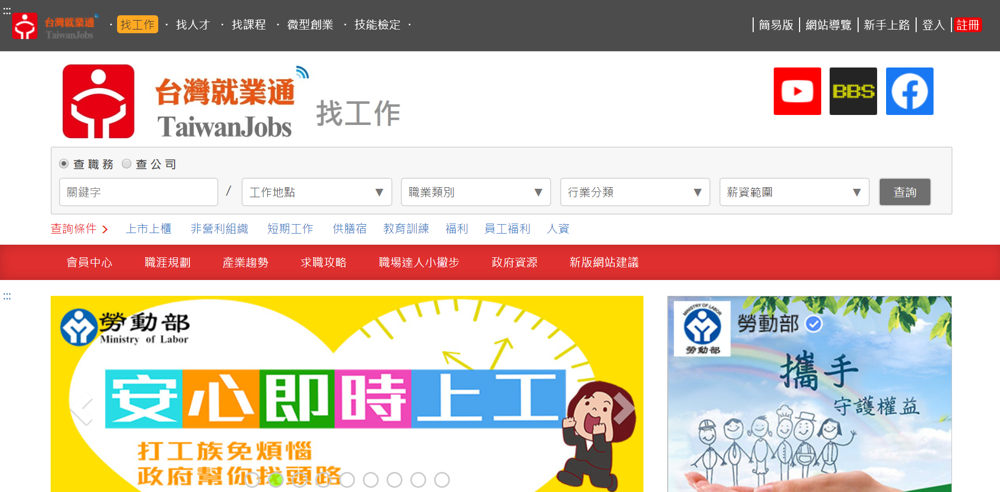 :::
台灣就業通
TaiwanJobs
· 找工作 · 找人才 · 找課程 · 微型創業 · 技能檢定 ·
簡易版 網站導覽 新手上路 登入 註冊
台灣就業通
TaiwanJobs
找工作
BBS
查職務 查公司
關鍵字 / 工作地點 ▼ 職業類別 ▼ 行業分類 ▼ 薪資範圍 ▼ 查詢
查詢條件 上市上櫃 非營利組織 短期工作 供膳宿 教育訓練 福利 員工福利 人資
會員中心 職涯規劃 產業趨勢 求職攻略 職場達人小撇步 政府資源 新版網站建議
:::
勞動部
Ministry of Labor
安心即時上工
打工族免煩惱
政府幫你找頭路
MINISTRY OF LABOR
勞動部
勞動部
攜手
守護權益